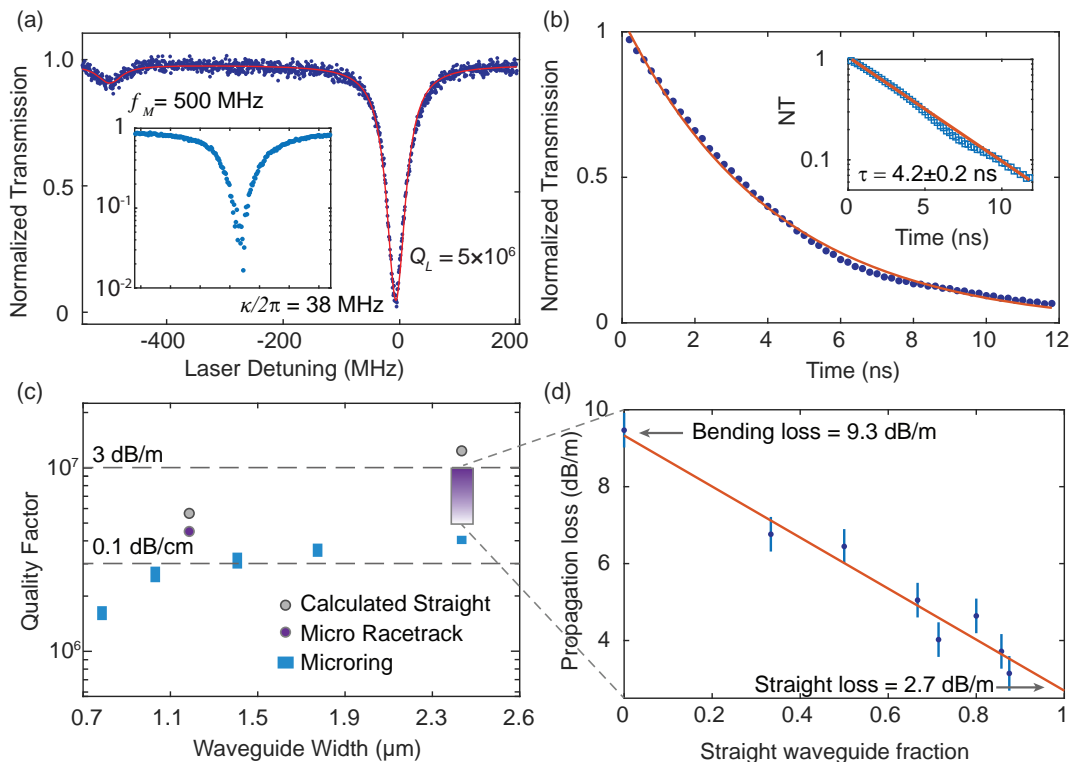 (a)
Normalized Transmission
1.0
0.5
0
1.0
f_M = 500 MHz
1
10^-1
10^-2
κ/2π = 38 MHz
Q_L = 5×10^6
-400
-200
0
200
Laser Detuning (MHz)
(b)
Normalized Transmission
0
0.5
1
NT
1
0.1
τ = 4.2±0.2 ns
0
5
10
Time (ns)
0
2
4
6
8
10
12
Time (ns)
(c)
Quality Factor
10^7
10^6
3 dB/m
0.1 dB/cm
Calculated Straight
Micro Racetrack
Microring
0.7
1.1
1.5
1.9
2.3
2.6
Waveguide Width (μm)
(d)
Propagation loss (dB/m)
10
8
6
4
Bending loss = 9.3 dB/m
Straight loss = 2.7 dB/m
0
0.2
0.4
0.6
0.8
1
Straight waveguide fraction